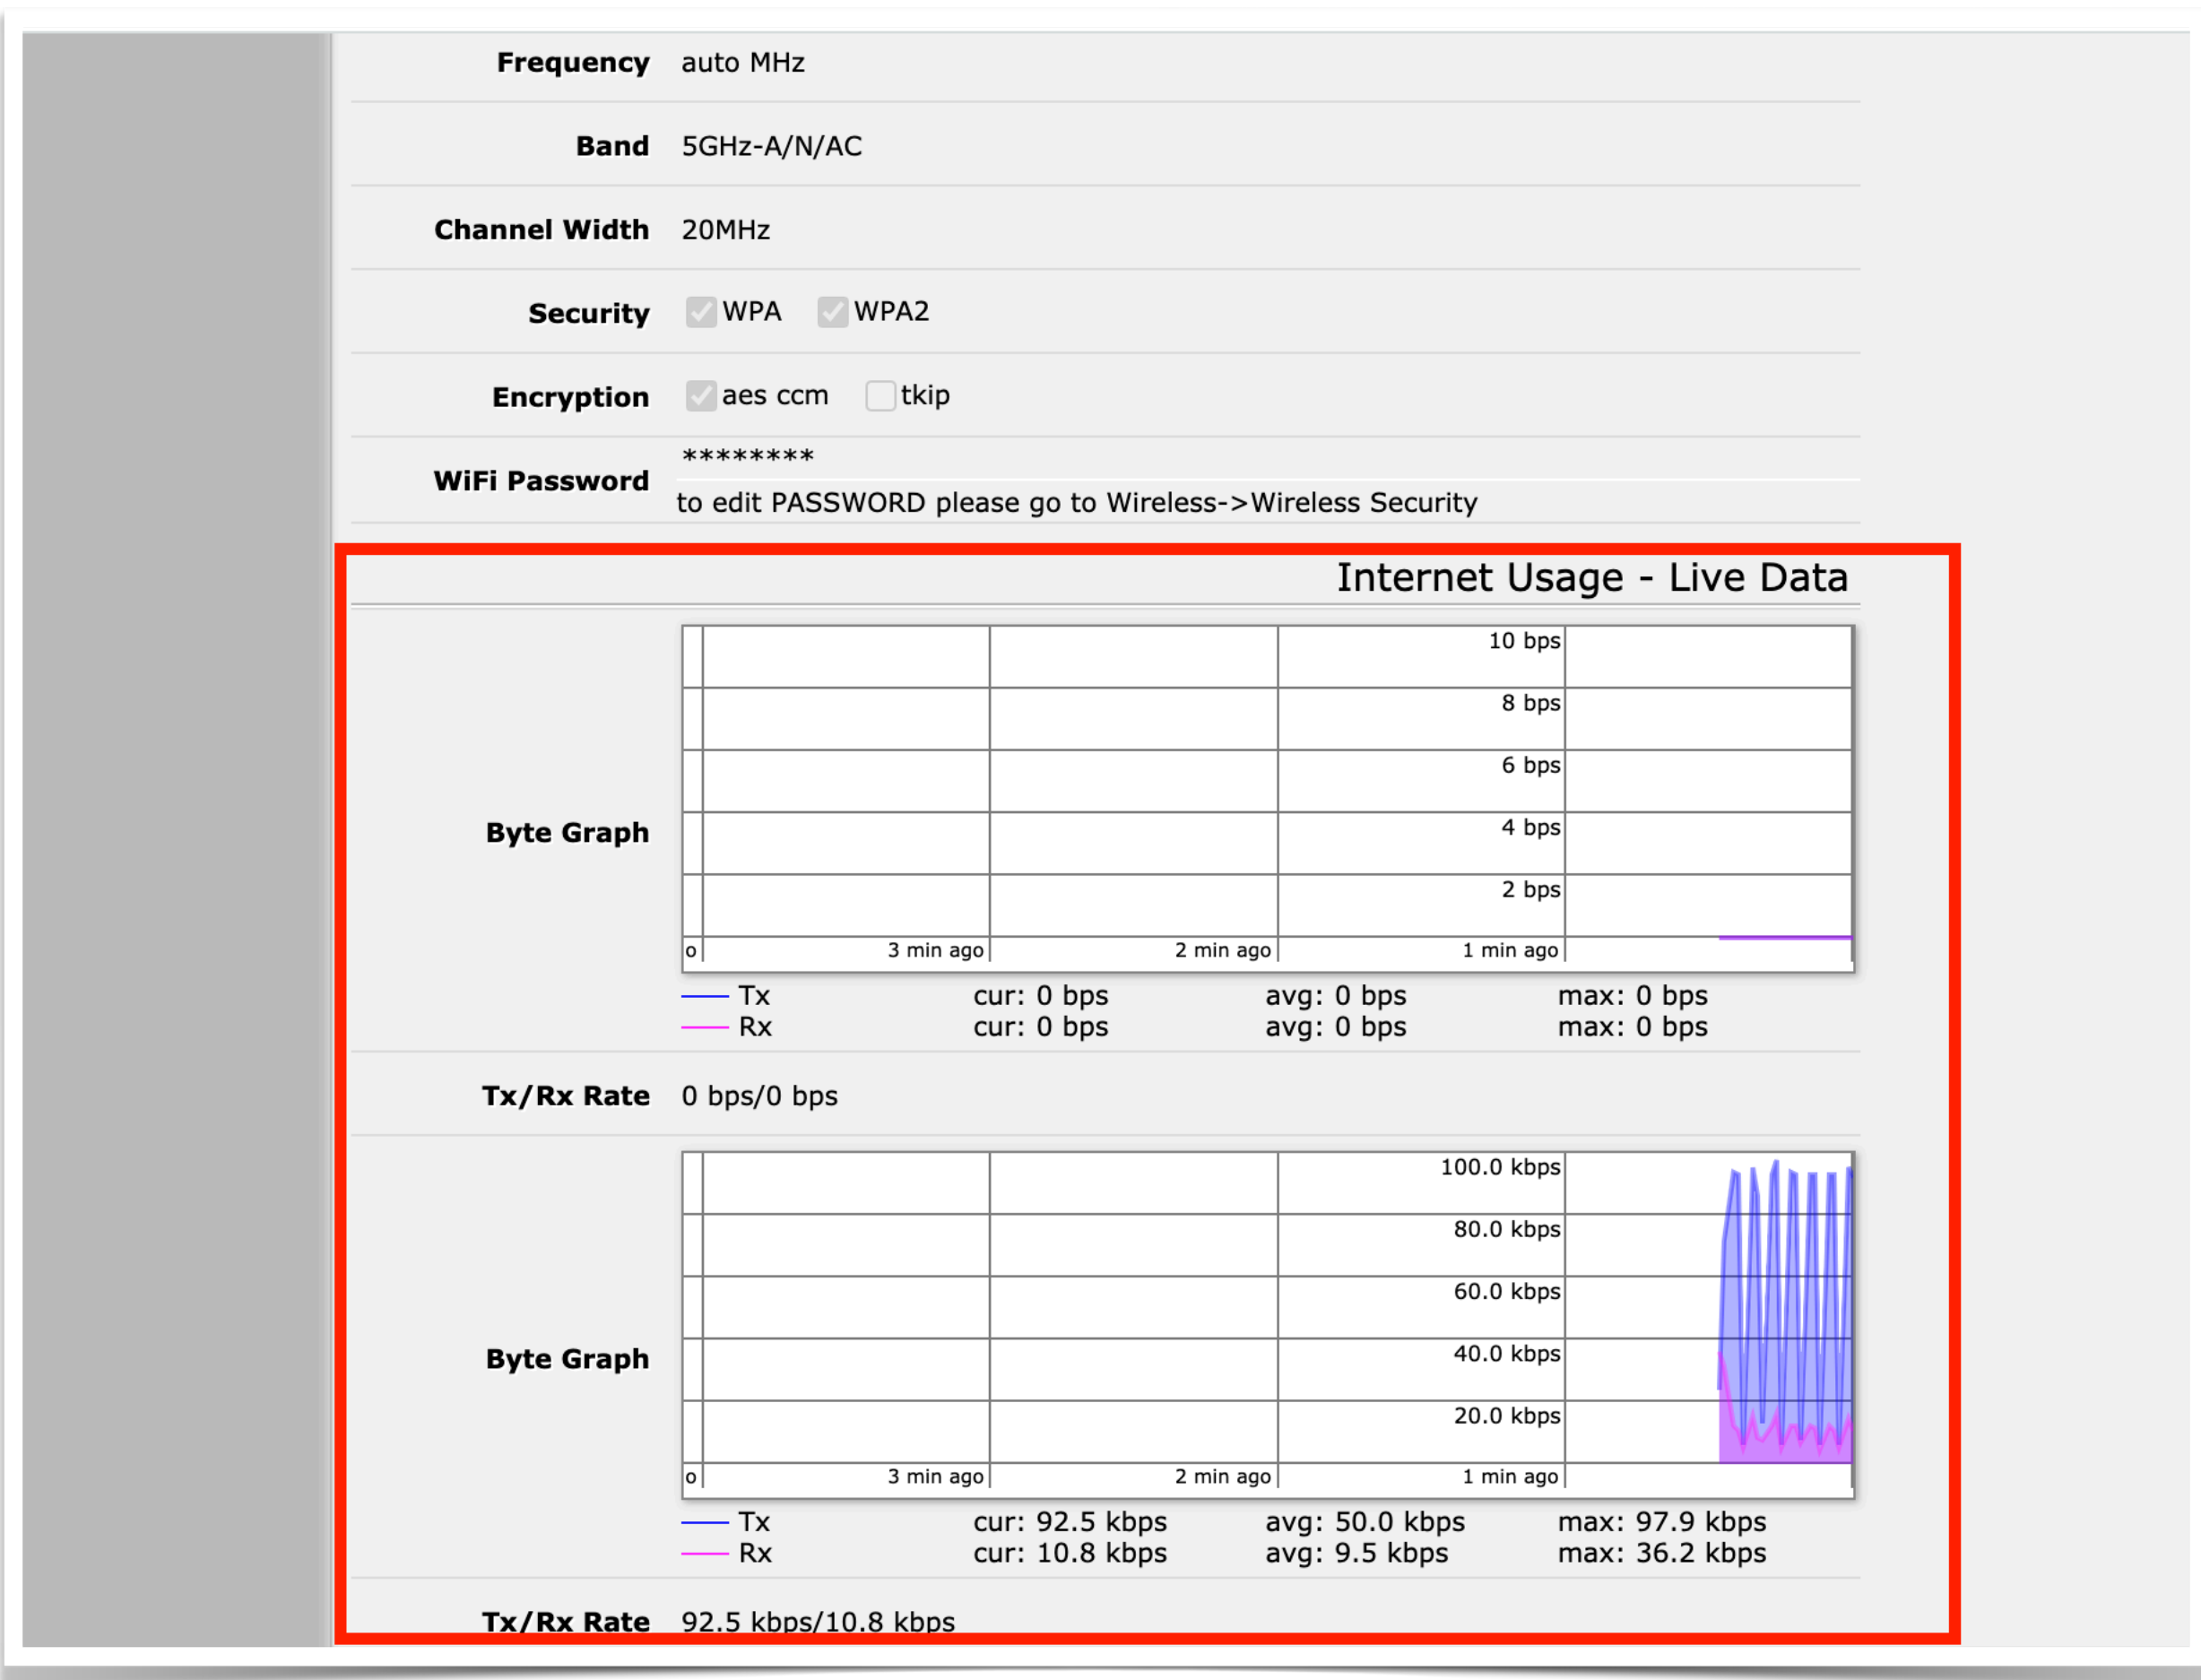 Frequency auto MHz
Band 5GHz-A/N/AC
Channel Width 20MHz
Security WPA WPA2
Encryption aes ccm tkip
WiFi Password ********
to edit PASSWORD please go to Wireless->Wireless Security
Internet Usage - Live Data
Byte Graph
10 bps
8 bps
6 bps
4 bps
2 bps
o 3 min ago 2 min ago 1 min ago
Tx cur: 0 bps avg: 0 bps max: 0 bps
Rx cur: 0 bps avg: 0 bps max: 0 bps
Tx/Rx Rate 0 bps/0 bps
Byte Graph
100.0 kbps
80.0 kbps
60.0 kbps
40.0 kbps
20.0 kbps
o 3 min ago 2 min ago 1 min ago
Tx cur: 92.5 kbps avg: 50.0 kbps max: 97.9 kbps
Rx cur: 10.8 kbps avg: 9.5 kbps max: 36.2 kbps
Tx/Rx Rate 92.5 kbps/10.8 kbps